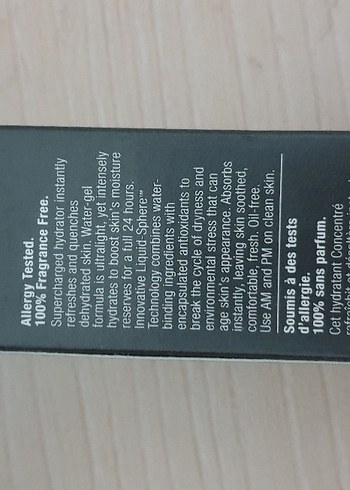 Allergy Tested.
100% Fragrance Free.
Supercharged hydrator instantly
refreshes and quenches
dehydrated skin. Water-gel
formula is ultralight, yet intensely
hydrates to boost skin's moisture
reserves for a full 24 hours.
Innovative Liquid-Sphere™
Technology combines water-
binding ingredients with
encapsulated antioxidants to
break the cycle of dryness and
environmental stress that can
age skin's appearance. Absorbs
instantly, leaving skin soothed,
comfortable, fresh. Oil-free.
Use AM and PM on clean skin.
Soumis à des tests
d'allergie.
100% sans parfum.
Cet hydratant Concentré